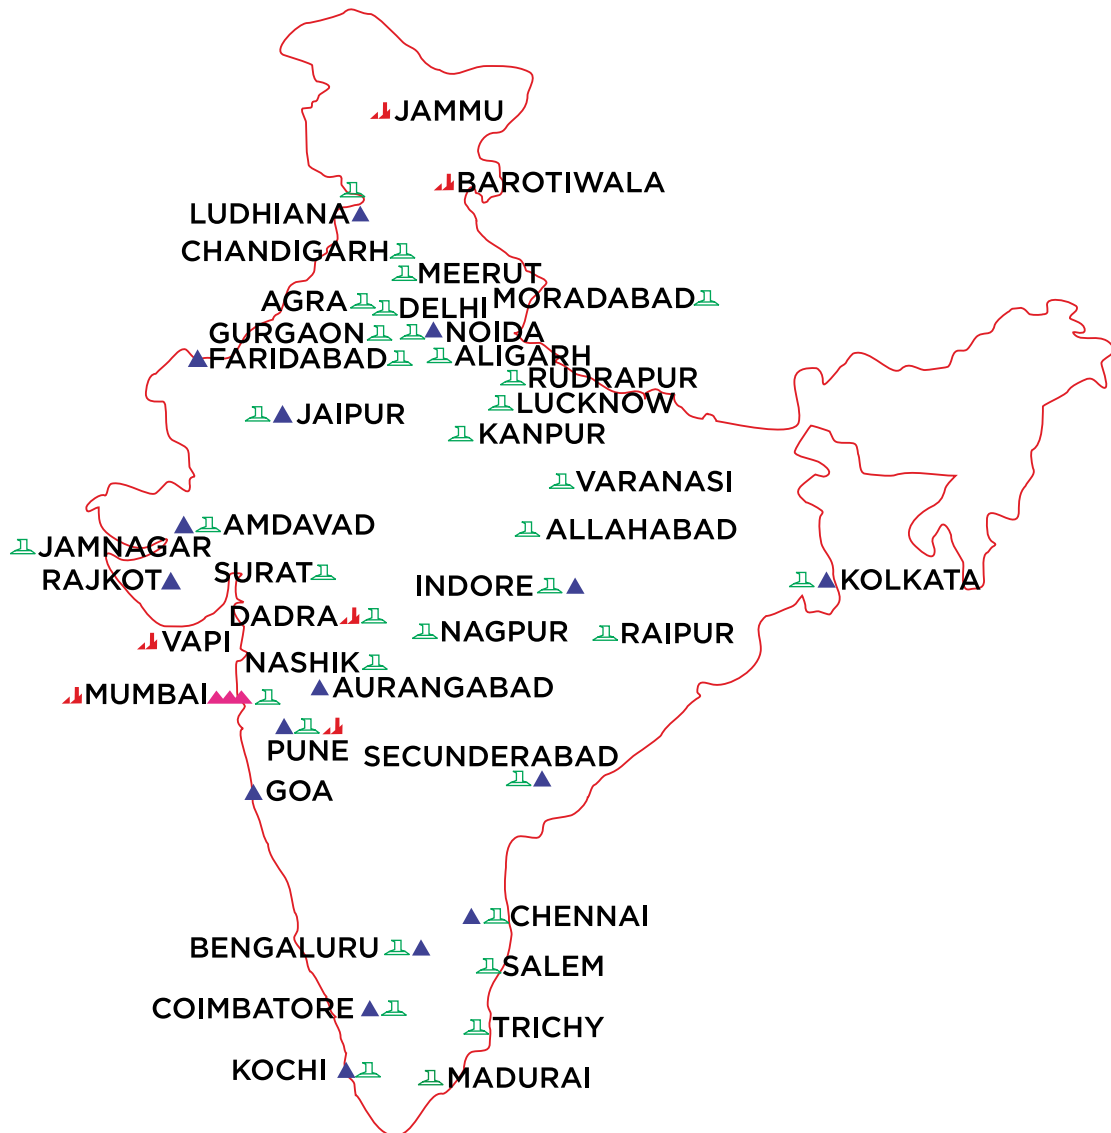 JAMMU
BAROTIWALA
LUDHIANA
CHANDIGARH
MEERUT
AGRA
DELHI
MORADABAD
GURGAON
NOIDA
FARIDABAD
ALIGARH
RUDRAPUR
LUCKNOW
JAIPUR
KANPUR
VARANASI
AMDAVAD
ALLAHABAD
JAMNAGAR
SURAT
RAJKOT
INDORE
KOLKATA
DADRA
NAGPUR
RAIPUR
VAPI
NASHIK
AURANGABAD
MUMBAI
PUNE
SECUNDERABAD
GOA
CHENNAI
BENGALURU
SALEM
COIMBATORE
TRICHY
KOCHI
MADURAI